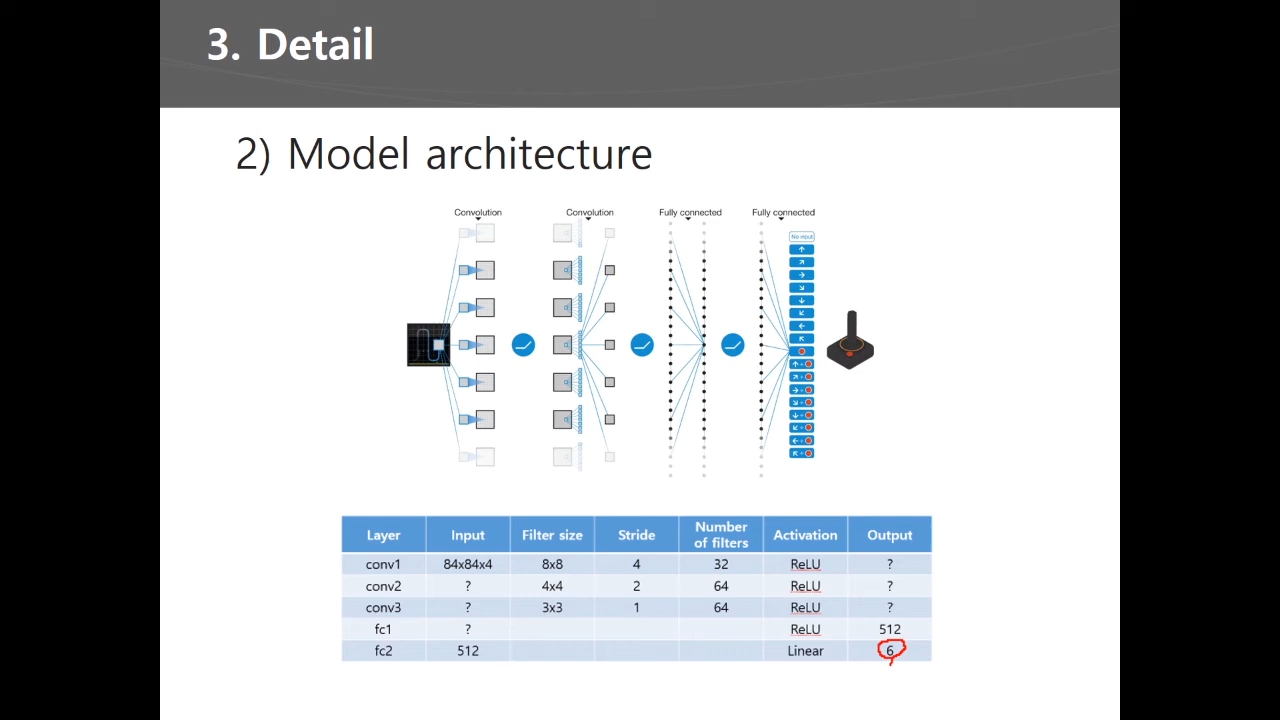 3. Detail
2) Model architecture
Convolution Convolution Fully connected Fully connected
No input
Layer Input Filter size Stride Number of filters Activation Output
conv1 84x84x4 8x8 4 32 ReLU ?
conv2 ? 4x4 2 64 ReLU ?
conv3 ? 3x3 1 64 ReLU ?
fc1 ? ReLU 512
fc2 512 Linear 6